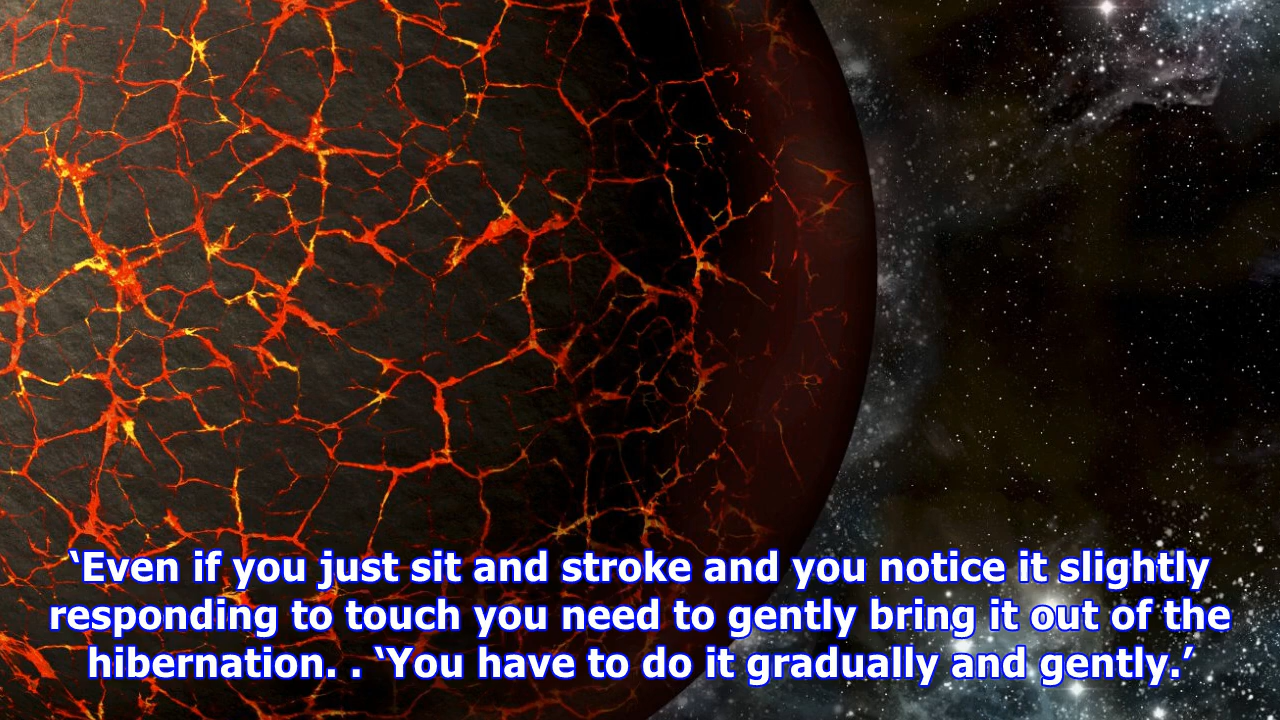 ‘Even if you just sit and stroke and you notice it slightly
responding to touch you need to gently bring it out of the
hibernation. . ‘You have to do it gradually and gently.’